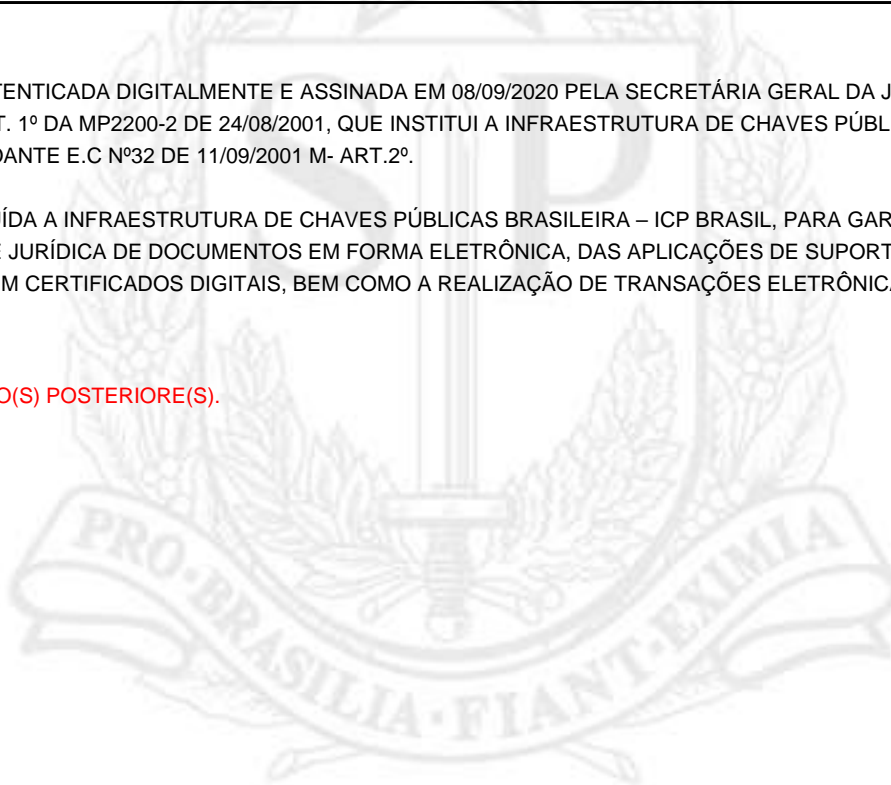 TENTICADA DIGITALMENTE E ASSINADA EM 08/09/2020 PELA SECRETÁRIA GERAL DA J
T. 1º DA MP2200-2 DE 24/08/2001, QUE INSTITUI A INFRAESTRUTURA DE CHAVES PÚBL
DANTE E.C Nº32 DE 11/09/2001 M- ART.2º.
UÍDA A INFRAESTRUTURA DE CHAVES PÚBLICAS BRASILEIRA – ICP BRASIL, PARA GAR
E JURÍDICA DE DOCUMENTOS EM FORMA ELETRÔNICA, DAS APLICAÇÕES DE SUPORT
M CERTIFICADOS DIGITAIS, BEM COMO A REALIZAÇÃO DE TRANSAÇÕES ELETRÔNICA
O(S) POSTERIORE(S).
SP
PRO·BRASILIA·FIANT·EXIMIA